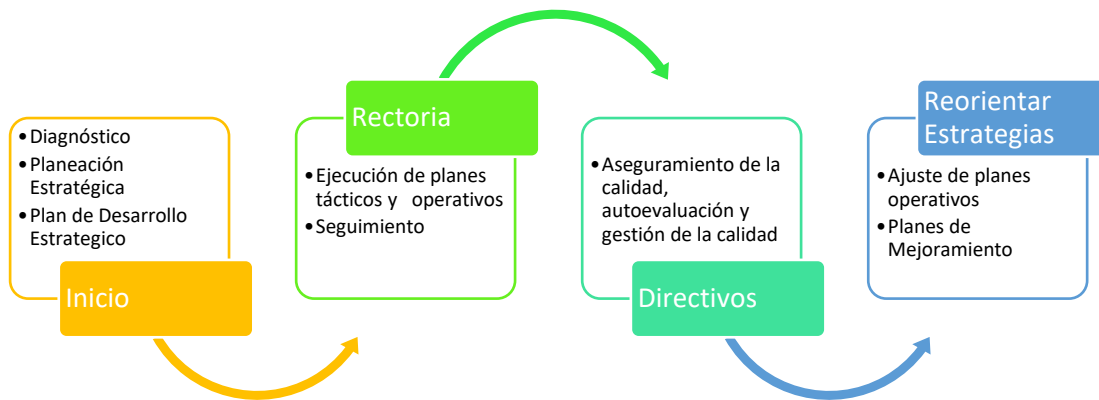 • Diagnóstico
• Planeación
Estratégica
• Plan de Desarrollo
Estrategico
Inicio
Rectoria
• Ejecución de planes
tácticos y operativos
• Seguimiento
• Aseguramiento de la
calidad,
autoevaluación y
gestión de la calidad
Directivos
Reorientar
Estrategias
• Ajuste de planes
operativos
• Planes de
Mejoramiento